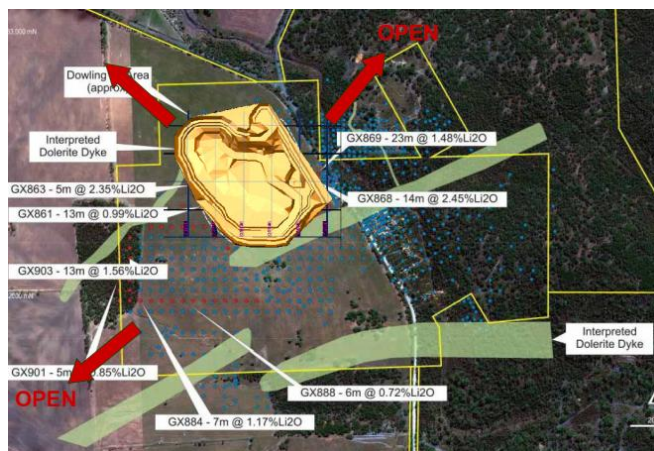 OPEN
Dowling
Area
(approx
Interpreted
Dolerite Dyke
GX869 - 23m @ 1.48%Li2O
GX863 - 5m @ 2.35%Li2O
GX868 - 14m @ 2.45%Li2O
GX861 - 13m @ 0.99%Li2O
GX903 - 13m @ 1.56%Li2O
Interpreted
Dolerite Dyke
GX901 - 5m @ 0.85%Li2O
GX888 - 6m @ 0.72%Li2O
OPEN
GX884 - 7m @ 1.17%Li2O